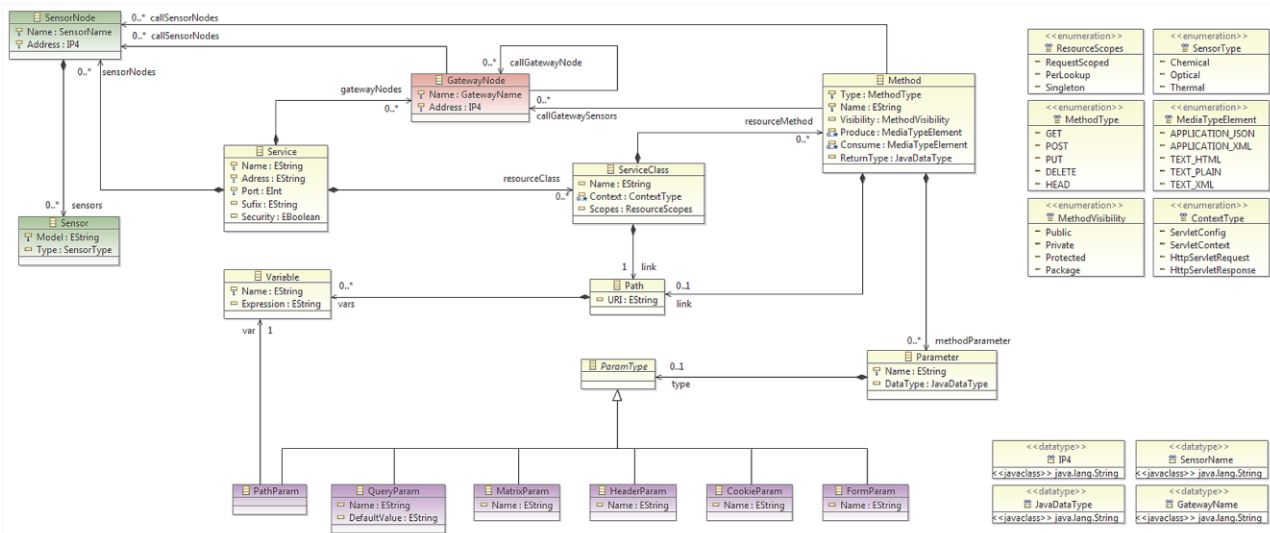 SensorNode
Name : SensorName
Address : IP4
0..* callSensorNodes
0..* callSensorNodes
0..* sensorNodes
0..* callGatewayNode
gatewayNodes
0..*
GatewayNode
Name : GatewayName
Address : IP4
0..*
callGatewaySensors
Method
Type : MethodType
Name : EString
Visibility : MethodVisibility
Produce : MediaTypeElement
Consume : MediaTypeElement
ReturnType : JavaDataType
resourceMethod
0..*
Service
Name : EString
Adress : EString
Port : EInt
Sufix : EString
Security : EBoolean
resourceClass
0..*
ServiceClass
Name : EString
Context : ContextType
Scopes : ResourceScopes
0..* sensors
Sensor
Model : EString
Type : SensorType
1 link
Variable
Name : EString
Expression : EString
0..*
vars
Path
URI : EString
0..1
link
var 1
0..* methodParameter
ParamType
0..1
type
Parameter
Name : EString
DataType : JavaDataType
PathParam
QueryParam
Name : EString
DefaultValue : EString
MatrixParam
Name : EString
HeaderParam
Name : EString
CookieParam
Name : EString
FormParam
Name : EString
<<enumeration>>
ResourceScopes
RequestScoped
PerLookup
Singleton
<<enumeration>>
SensorType
Chemical
Optical
Thermal
<<enumeration>>
MethodType
GET
POST
PUT
DELETE
HEAD
<<enumeration>>
MediaTypeElement
APPLICATION_JSON
APPLICATION_XML
TEXT_HTML
TEXT_PLAIN
TEXT_XML
<<enumeration>>
MethodVisibility
Public
Private
Protected
Package
<<enumeration>>
ContextType
ServletConfig
ServletContext
HttpServletRequest
HttpServletResponse
<<datatype>>
IP4
<<javaclass>> java.lang.String
<<datatype>>
SensorName
<<javaclass>> java.lang.String
<<datatype>>
JavaDataType
<<javaclass>> java.lang.String
<<datatype>>
GatewayName
<<javaclass>> java.lang.String